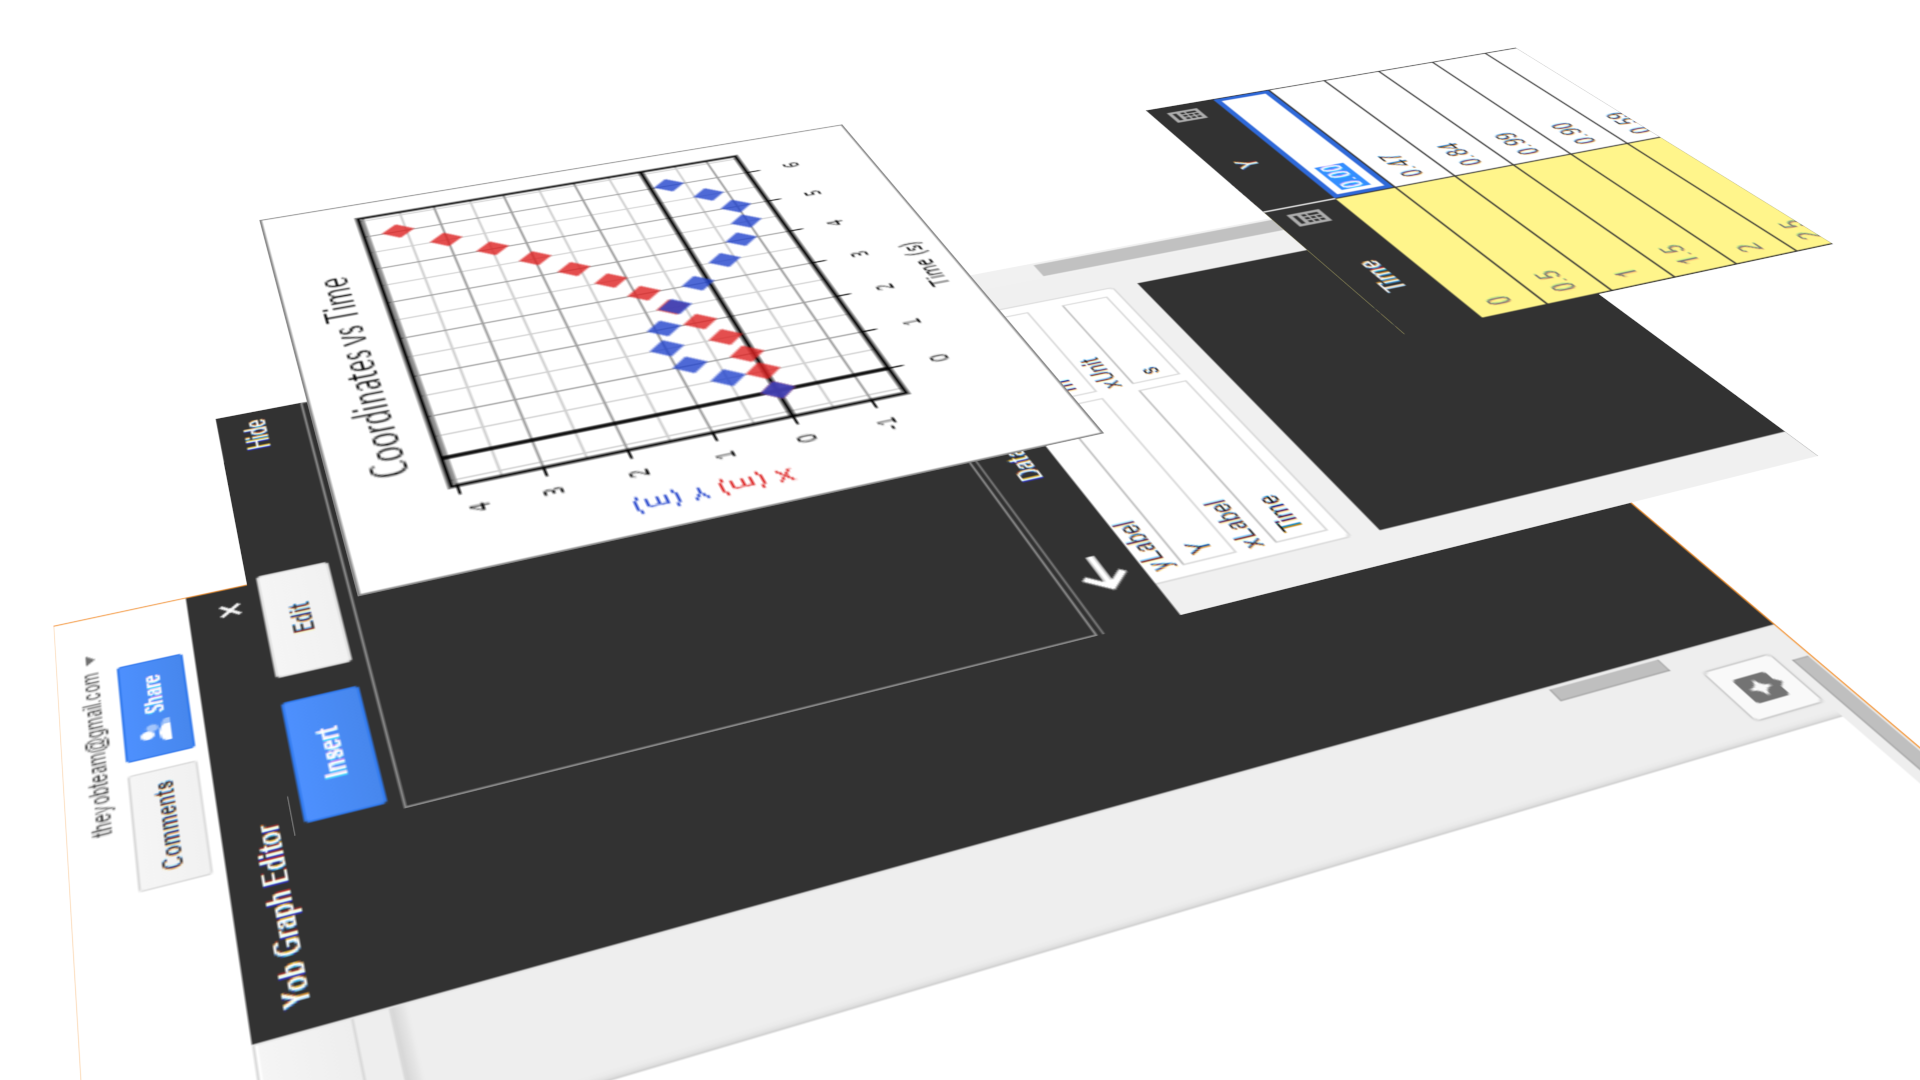 theyobteam@gmail.com
Comments
Share
Yob Graph Editor
X
Insert
Edit
Hide
Coordinates vs Time
Y (m) X (m)
4
3
2
1
0
-1
0
1
2
3
4
5
6
Time (s)
Data
yLabel
Y
xLabel
Time
xUnit
s
Time
Y
0
0.00
0.5
0.47
1
0.84
1.5
0.99
2
0.90
2.5
0.59